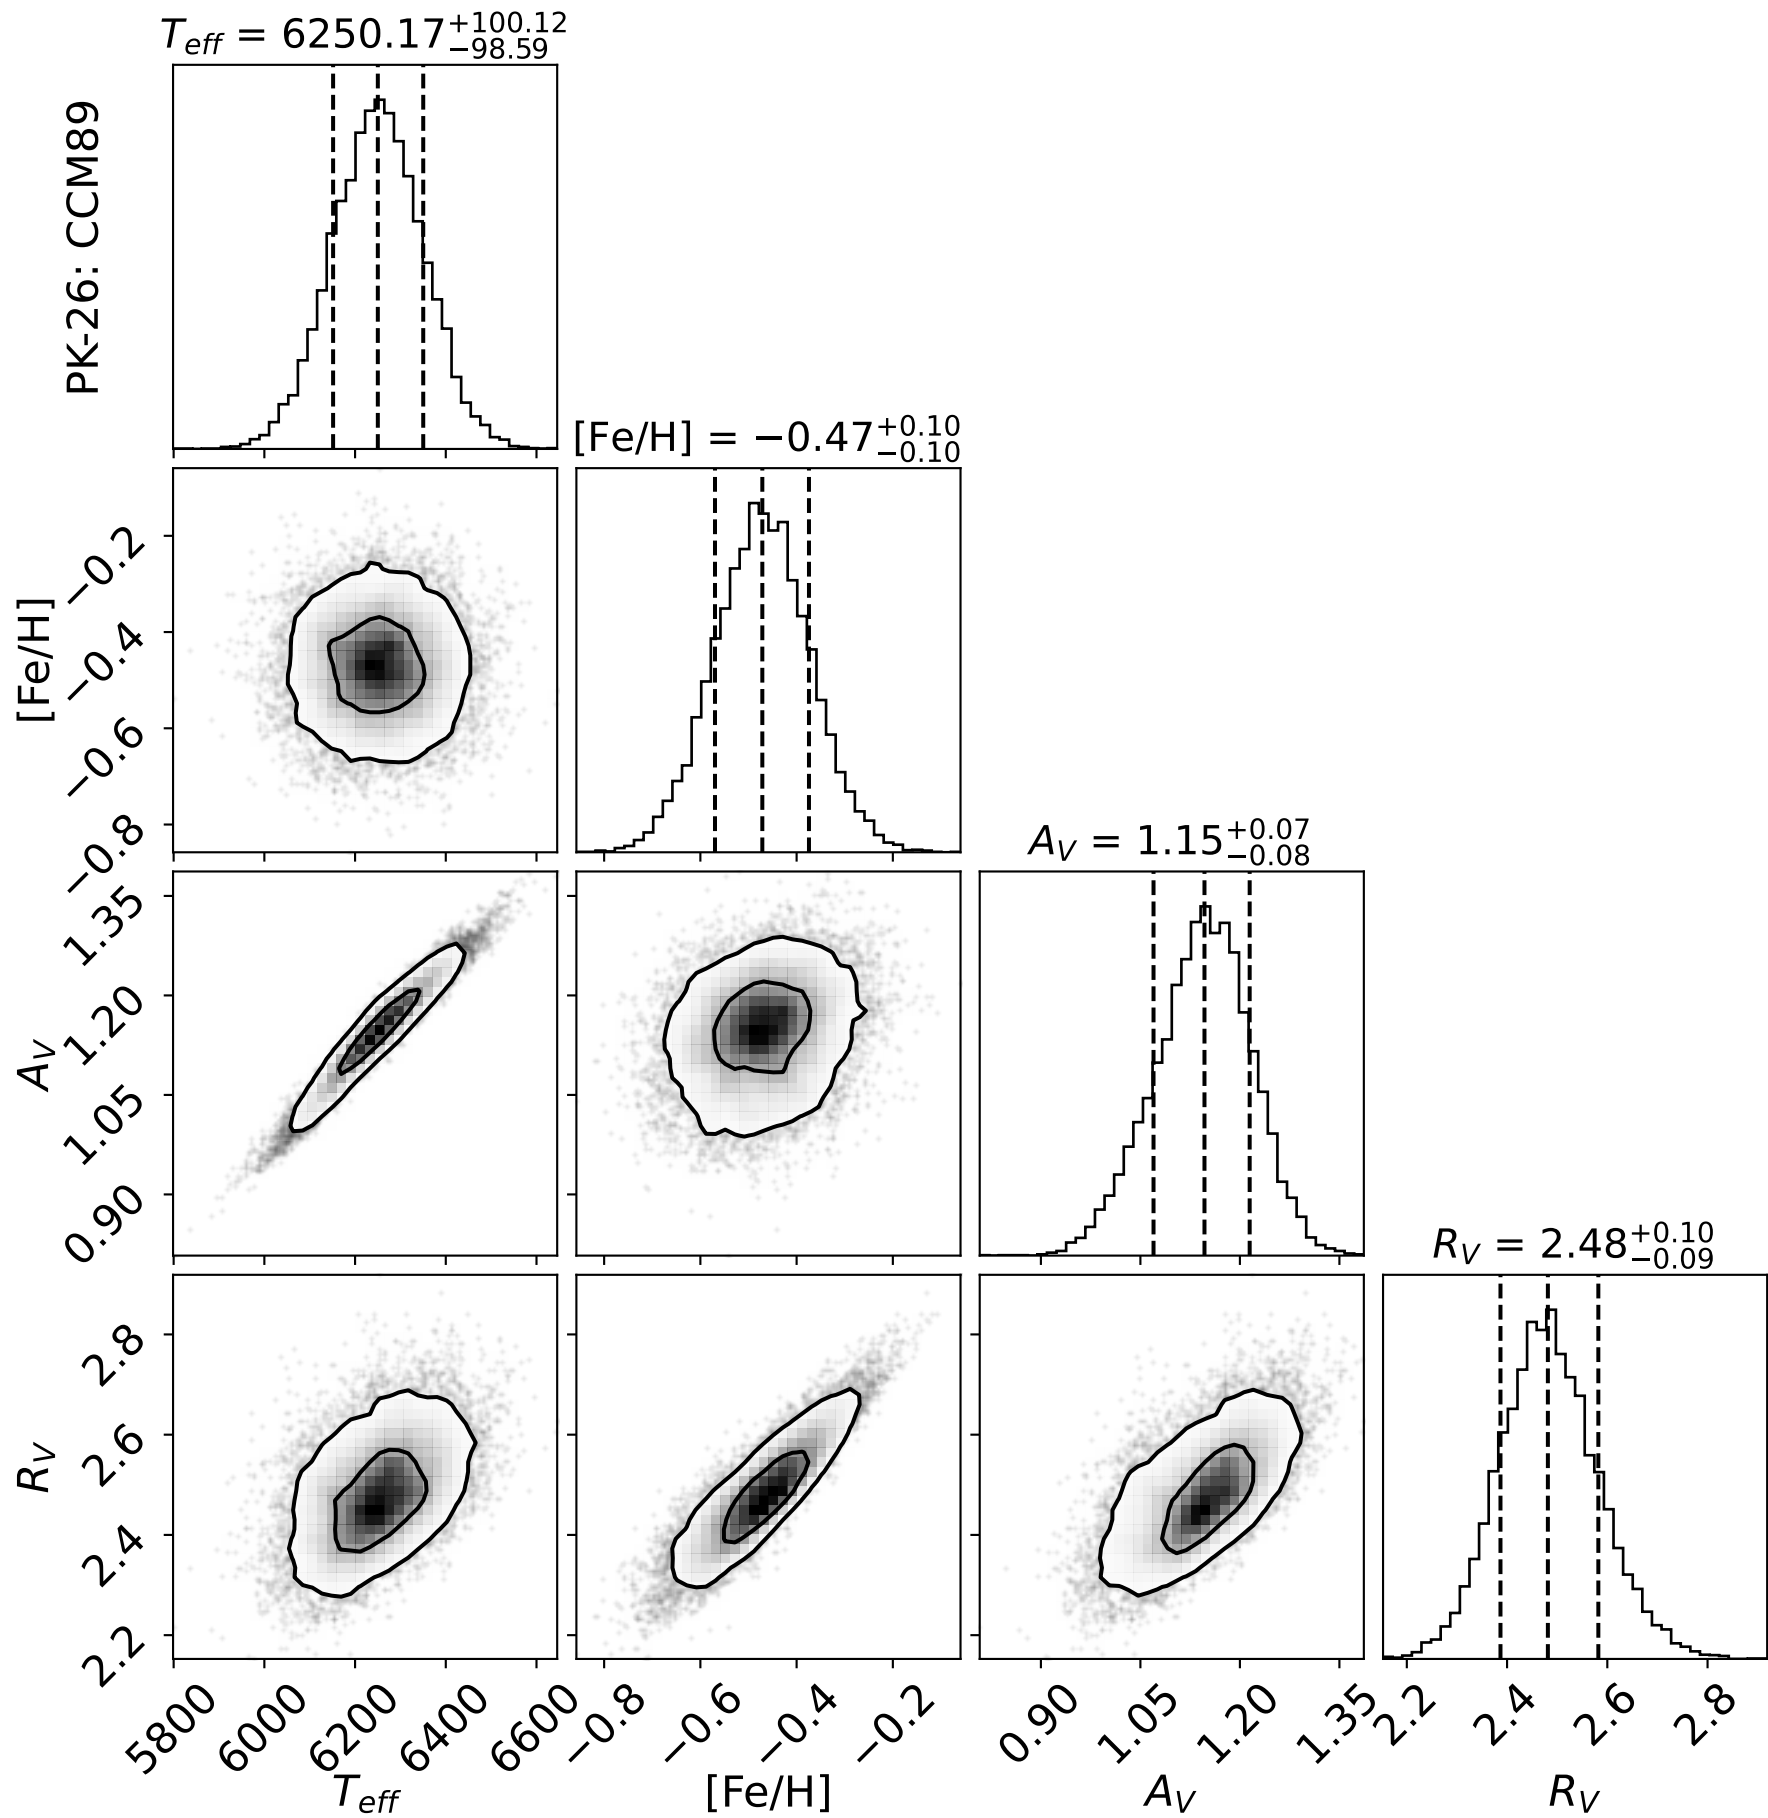 T_eff = 6250.17 +100.12 −98.59
PK-26: CCM89
[Fe/H] = −0.47 +0.10 −0.10
−0.2
−0.4
−0.6
−0.8
[Fe/H]
A_V = 1.15 +0.07 −0.08
1.35
1.20
1.05
0.90
A_V
R_V = 2.48 +0.10 −0.09
2.8
2.6
2.4
2.2
R_V
5800 6000 6200 6400 6600
−0.8 −0.6 −0.4 −0.2
0.90 1.05 1.20 1.35
2.2 2.4 2.6 2.8
T_eff
[Fe/H]
A_V
R_V